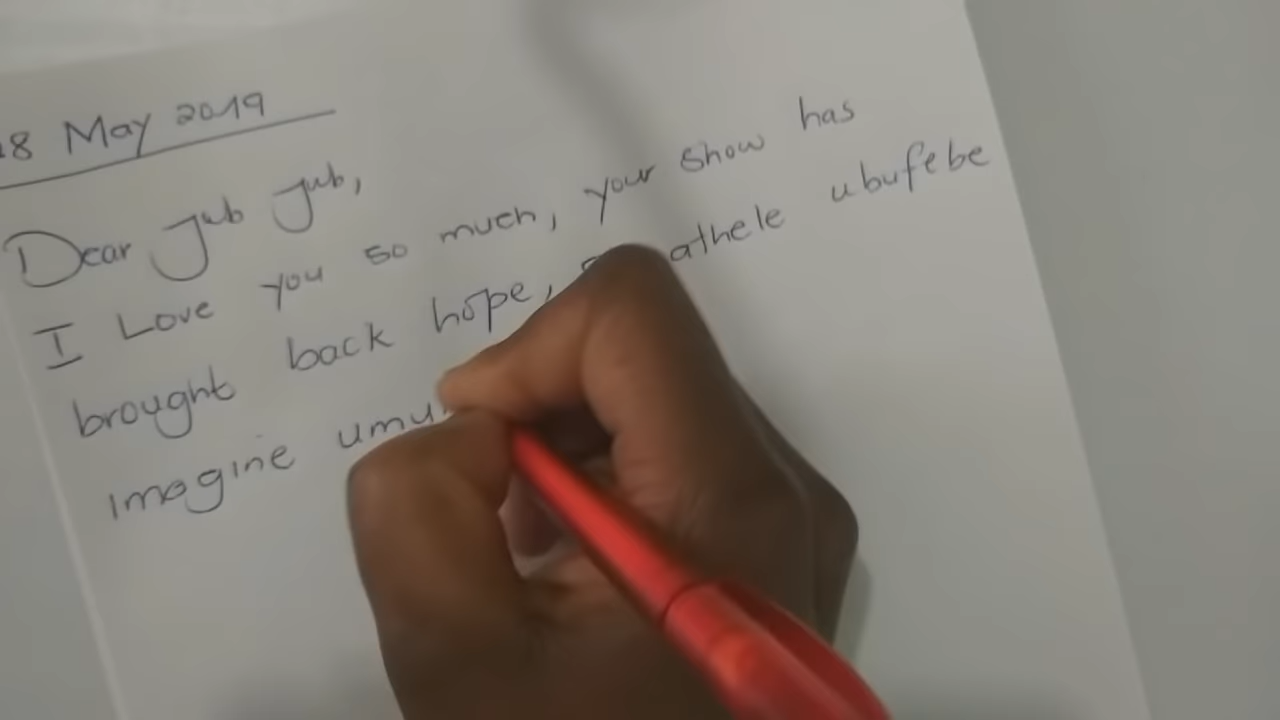 18 May 2019
Dear Jub Jub,
I Love you so much, your show has
brought back hope, athele ubufebe
Imagine umu